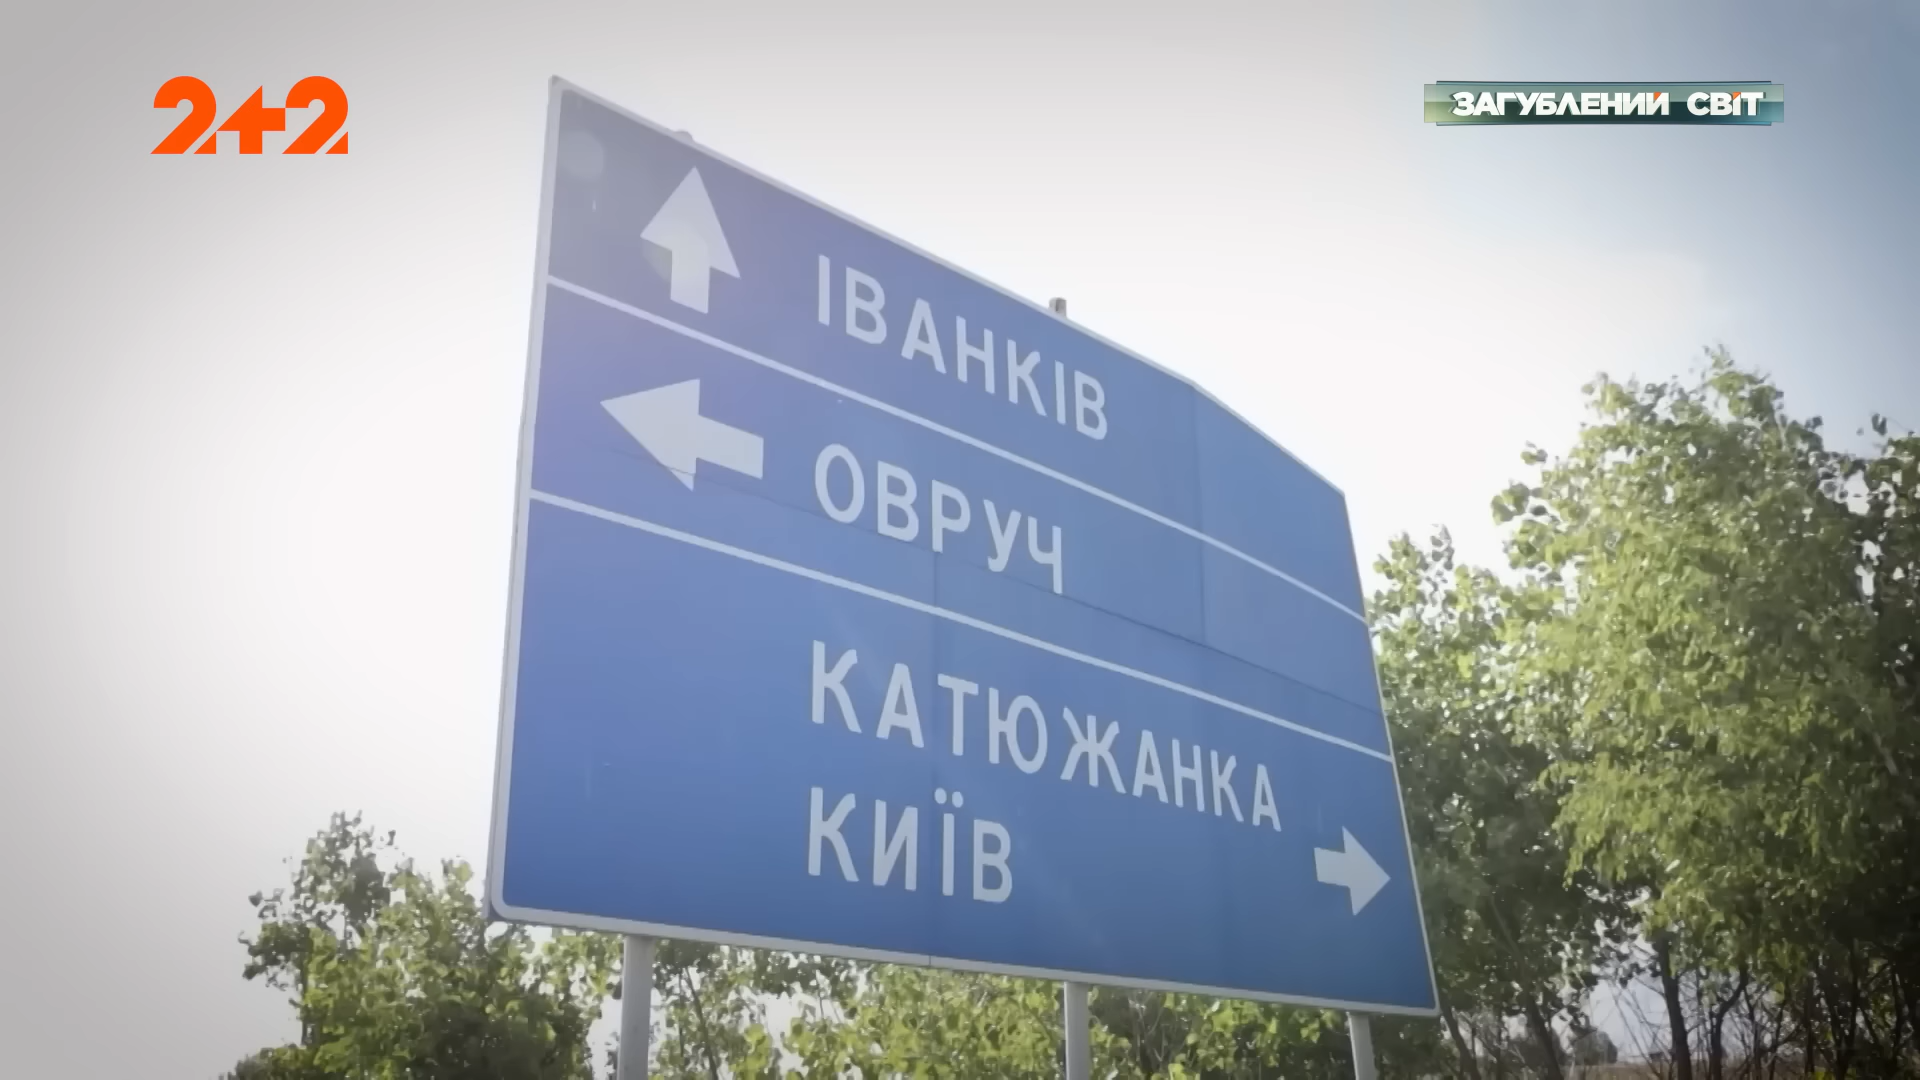 2+2
ЗАГУБЛЕНИЙ СВІТ
ІВАНКІВ
ОВРУЧ
КАТЮЖАНКА
КИЇВ